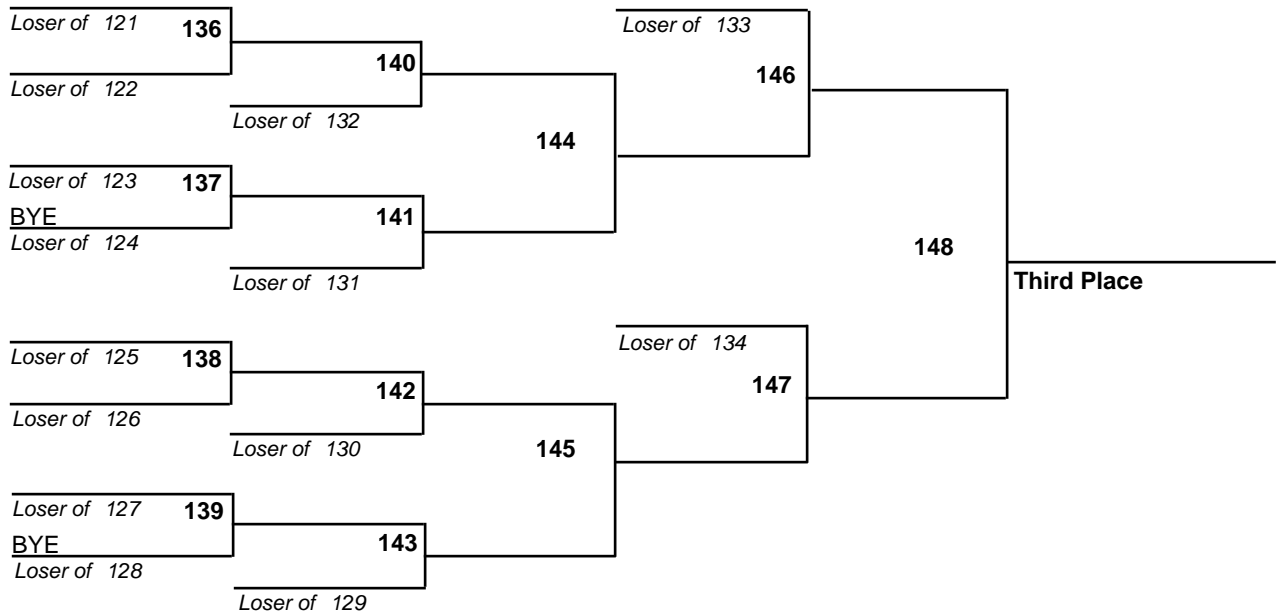 Loser of 121
136
Loser of 122
140
Loser of 132
Loser of 123
137
BYE
Loser of 124
141
Loser of 131
144
Loser of 133
146
Loser of 125
138
Loser of 126
142
Loser of 130
Loser of 127
139
BYE
Loser of 128
143
Loser of 129
145
Loser of 134
147
148
Third Place